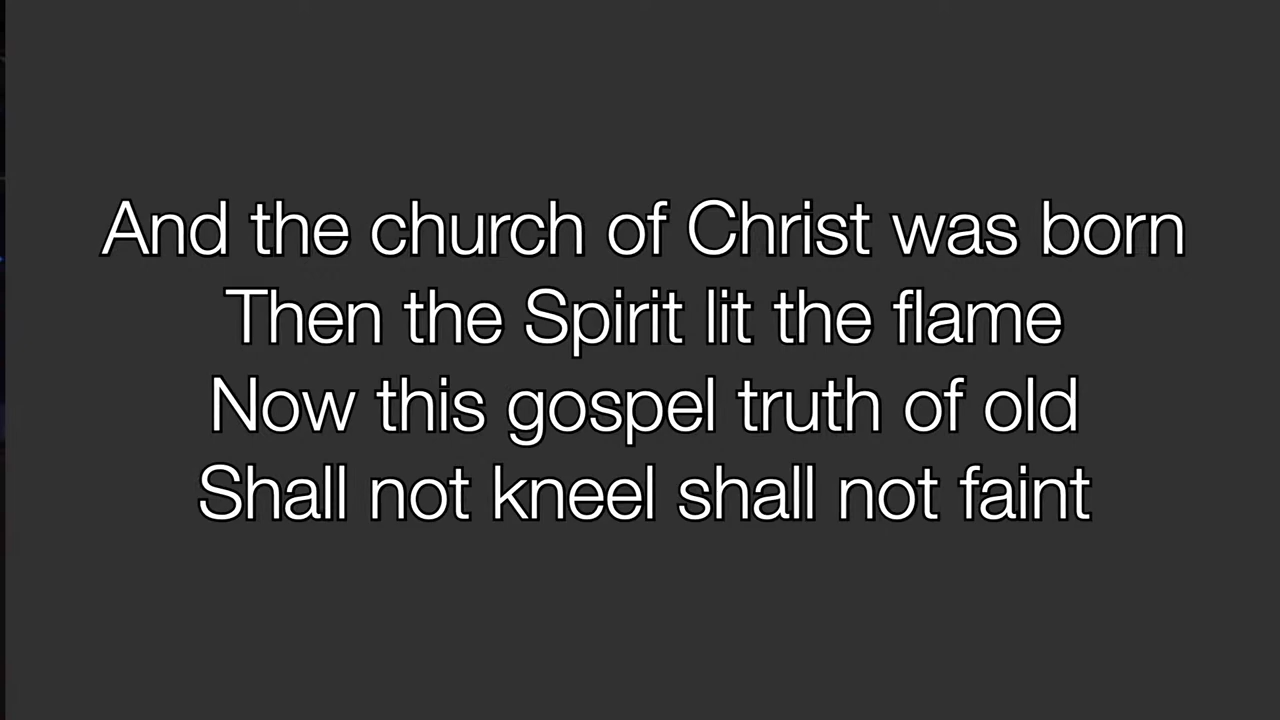 And the church of Christ was born
Then the Spirit lit the flame
Now this gospel truth of old
Shall not kneel shall not faint